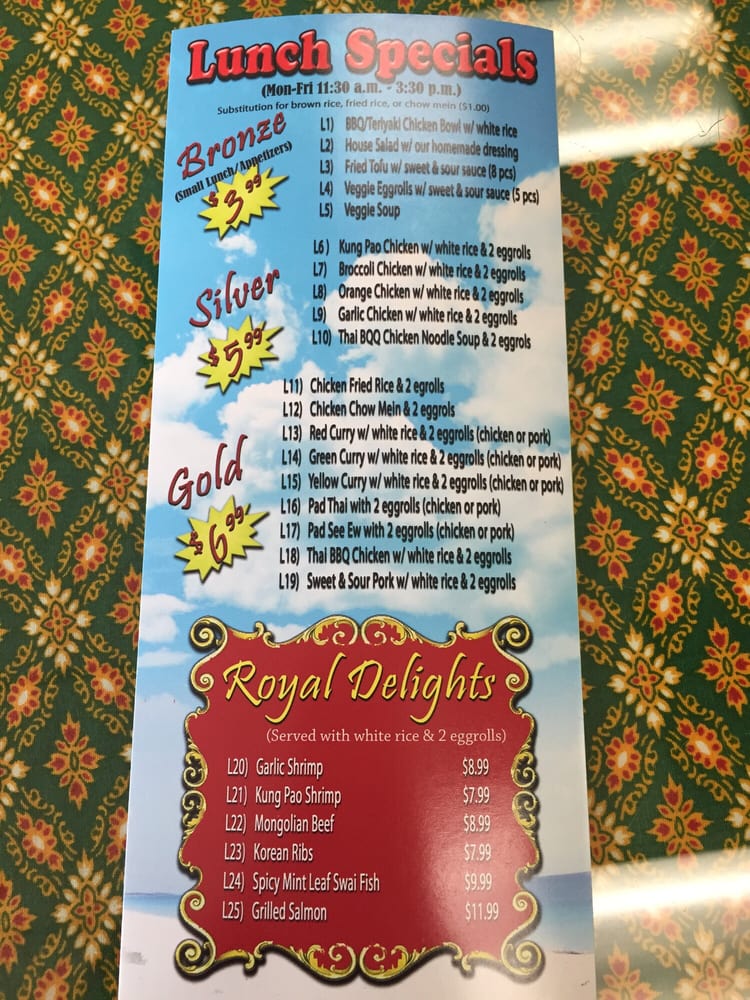 Lunch Specials
(Mon-Fri 11:30 a.m. - 3:30 p.m.)
Substitution for brown rice, fried rice, or chow mein ($1.00)
Bronze
(Small Lunch/Appetizers)
$3.99
L1) BBQ/Teriyaki Chicken Bowl w/ white rice
L2) House Salad w/ our homemade dressing
L3) Fried Tofu w/ sweet & sour sauce (8 pcs)
L4) Veggie Eggrolls w/ sweet & sour sauce (5 pcs)
L5) Veggie Soup
Silver
$5.99
L6) Kung Pao Chicken w/ white rice & 2 eggrolls
L7) Broccoli Chicken w/ white rice & 2 eggrolls
L8) Orange Chicken w/ white rice & 2 eggrolls
L9) Garlic Chicken w/ white rice & 2 eggrolls
L10) Thai BQQ Chicken Noodle Soup & 2 eggrols
Gold
$6.99
L11) Chicken Fried Rice & 2 egrolls
L12) Chicken Chow Mein & 2 eggrols
L13) Red Curry w/ white rice & 2 eggrolls (chicken or pork)
L14) Green Curry w/ white rice & 2 eggrolls (chicken or pork)
L15) Yellow Curry w/ white rice & 2 eggrolls (chicken or pork)
L16) Pad Thai with 2 eggrolls (chicken or pork)
L17) Pad See Ew with 2 eggrolls (chicken or pork)
L18) Thai BBQ Chicken w/ white rice & 2 eggrolls
L19) Sweet & Sour Pork w/ white rice & 2 eggrolls
Royal Delights
(Served with white rice & 2 eggrolls)
L20) Garlic Shrimp $8.99
L21) Kung Pao Shrimp $7.99
L22) Mongolian Beef $8.99
L23) Korean Ribs $7.99
L24) Spicy Mint Leaf Swai Fish $9.99
L25) Grilled Salmon $11.99